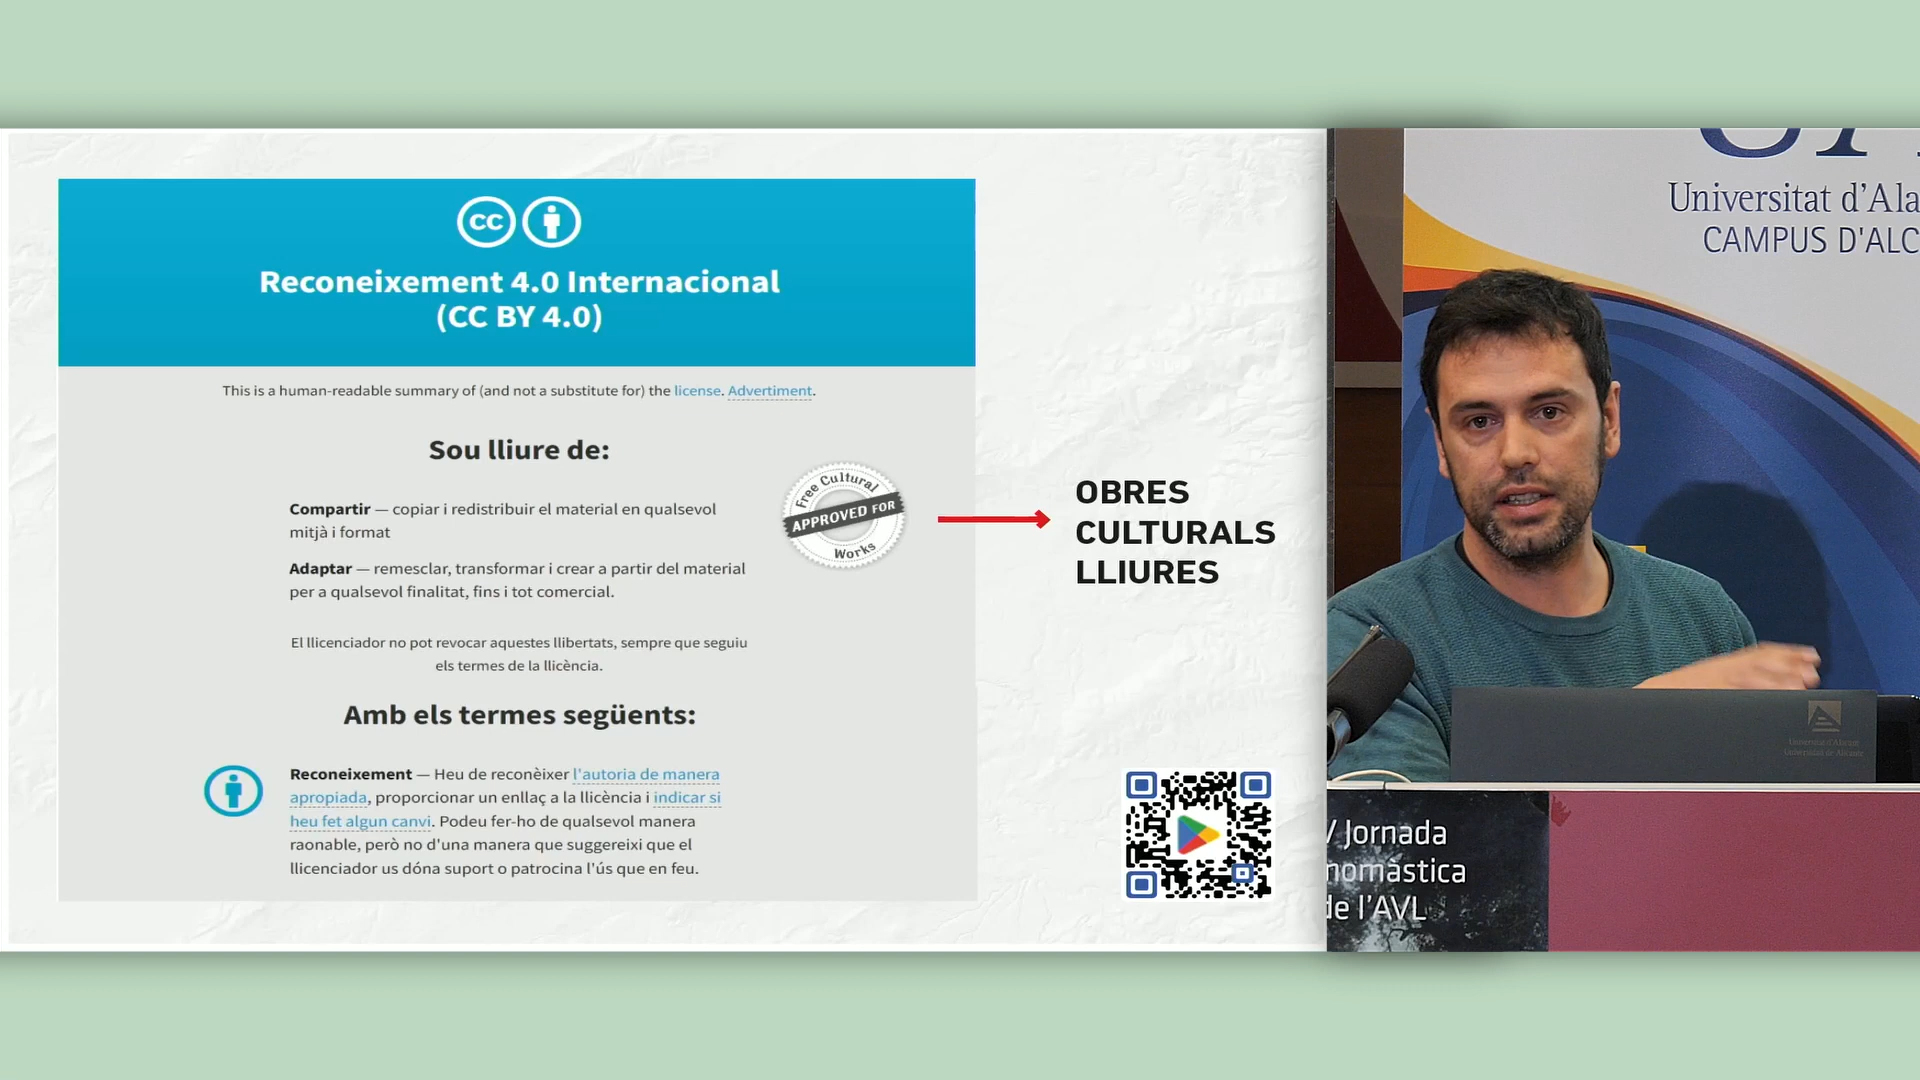 cc
Reconeixement 4.0 Internacional
(CC BY 4.0)
This is a human-readable summary of (and not a substitute for) the license. Advertiment.
Sou lliure de:
Compartir — copiar i redistribuir el material en qualsevol
mitjà i format
Adaptar — remesclar, transformar i crear a partir del material
per a qualsevol finalitat, fins i tot comercial.
Free Cultural
APPROVED FOR
Works
El llicenciador no pot revocar aquestes llibertats, sempre que seguiu
els termes de la llicència.
Amb els termes següents:
Reconeixement — Heu de reconèixer l'autoria de manera
apropiada, proporcionar un enllaç a la llicència i indicar si
heu fet algun canvi. Podeu fer-ho de qualsevol manera
raonable, però no d'una manera que suggereixi que el
llicenciador us dóna suport o patrocina l'ús que en feu.
OBRES
CULTURALS
LLIURES
Universitat d'Ala
CAMPUS D'ALC
Universitat d'Alacant
Universidad de Alicante
V Jornada
nomàstica
de l'AVL